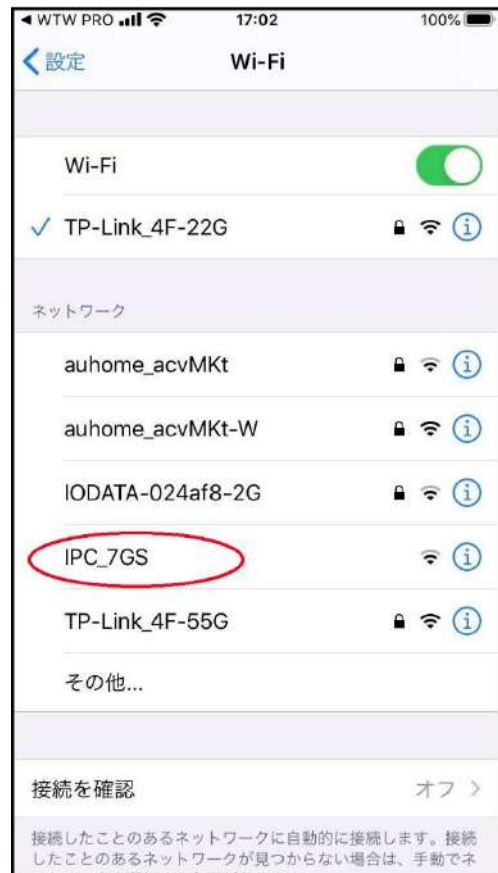 ◀ WTW PRO 17:02 100%
設定 Wi-Fi
Wi-Fi
TP-Link_4F-22G
ネットワーク
auhome_acvMKt
auhome_acvMKt-W
IODATA-024af8-2G
IPC_7GS
TP-Link_4F-55G
その他...
接続を確認 オフ
接続したことのあるネットワークに自動的に接続します。接続
したことのあるネットワークが見つからない場合は、手動でネ